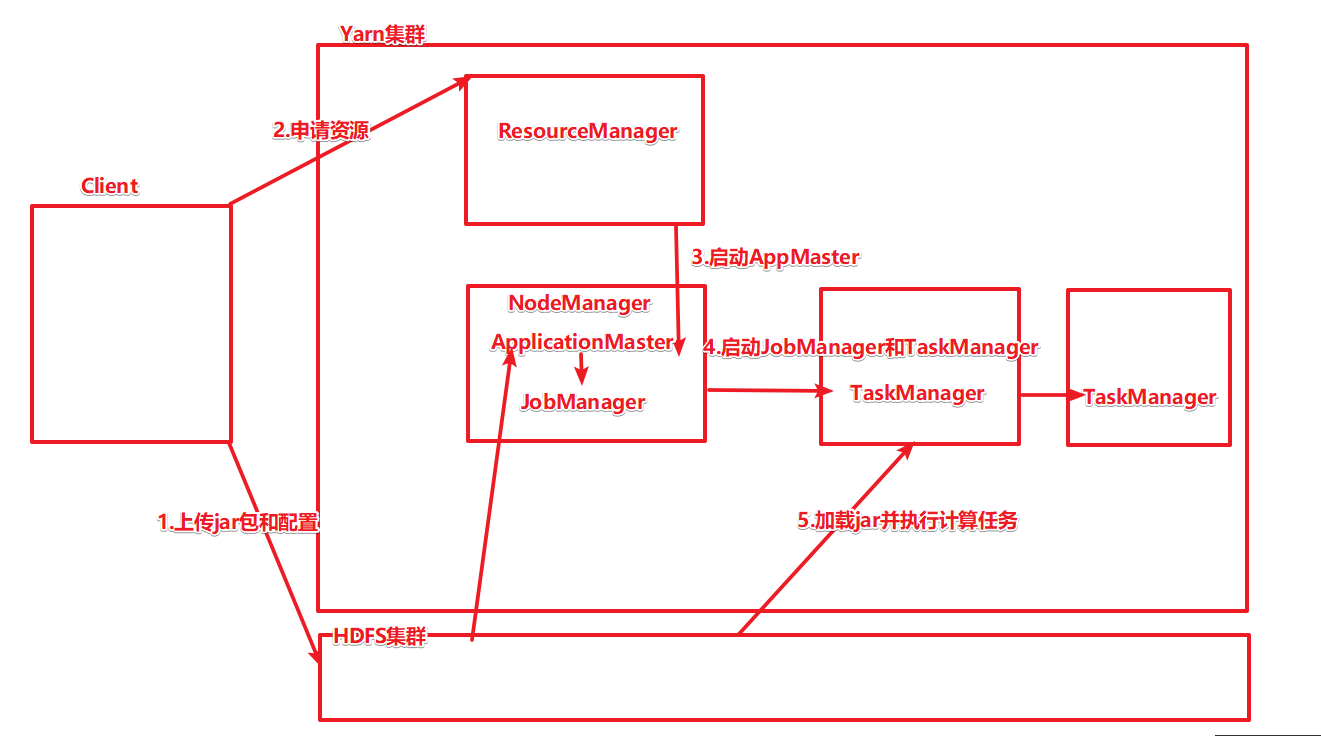 Yarn集群
2.申请资源
ResourceManager
Client
3.启动AppMaster
NodeManager
ApplicationMaster
4.启动JobManager和TaskManager
JobManager
TaskManager
TaskManager
1.上传jar包和配置
5.加载jar并执行计算任务
HDFS集群